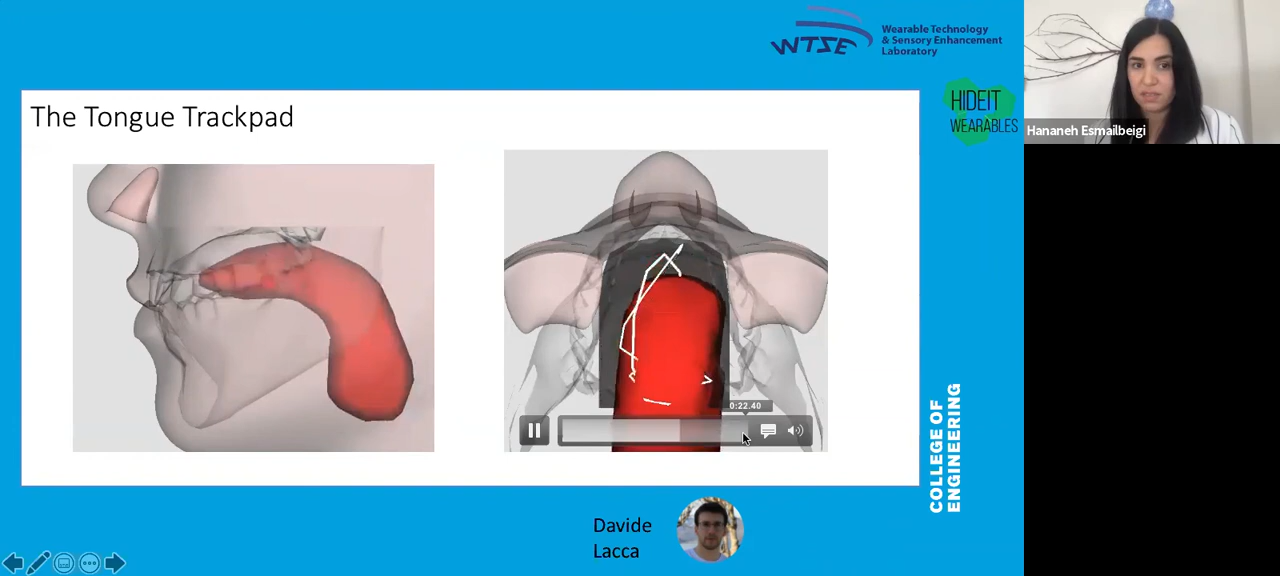 WTSE
Wearable Technology
& Sensory Enhancement
Laboratory
The Tongue Trackpad
HIDEIT
WEARABLES
Hananeh Esmailbeigi
0:22.40
COLLEGE OF
ENGINEERING
Davide
Lacca